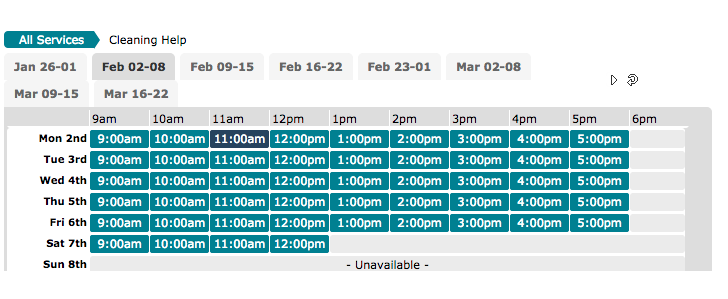 All Services Cleaning Help
Jan 26-01 Feb 02-08 Feb 09-15 Feb 16-22 Feb 23-01 Mar 02-08
Mar 09-15 Mar 16-22
9am 10am 11am 12pm 1pm 2pm 3pm 4pm 5pm 6pm
Mon 2nd 9:00am 10:00am 11:00am 12:00pm 1:00pm 2:00pm 3:00pm 4:00pm 5:00pm
Tue 3rd 9:00am 10:00am 11:00am 12:00pm 1:00pm 2:00pm 3:00pm 4:00pm 5:00pm
Wed 4th 9:00am 10:00am 11:00am 12:00pm 1:00pm 2:00pm 3:00pm 4:00pm 5:00pm
Thu 5th 9:00am 10:00am 11:00am 12:00pm 1:00pm 2:00pm 3:00pm 4:00pm 5:00pm
Fri 6th 9:00am 10:00am 11:00am 12:00pm 1:00pm 2:00pm 3:00pm 4:00pm 5:00pm
Sat 7th 9:00am 10:00am 11:00am 12:00pm
Sun 8th - Unavailable -